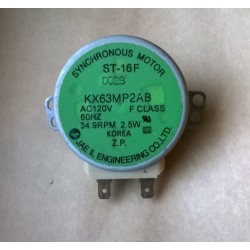 SYNCHRONOUS MOTOR
ST-16F
KX63MP2AB
AC120V F CLASS
60HZ
34.9RPM 2.5W
KOREA
Z.P.
JAE IL ENGINEERING CO.,LTD.